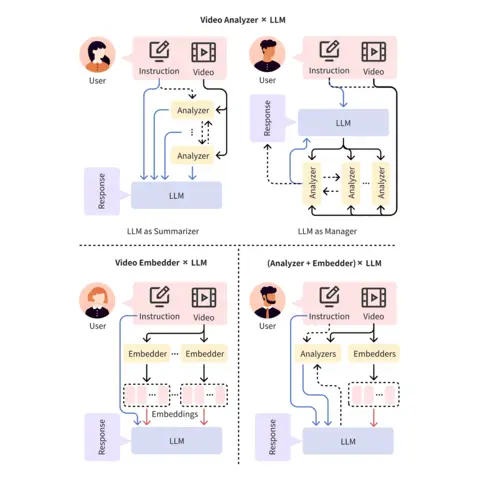 Video Analyzer × LLM
User
Instruction
Video
Analyzer
...
Analyzer
Response
LLM
LLM as Summarizer
User
Instruction
Video
Response
LLM
Analyzer
Analyzer
...
Analyzer
LLM as Manager
Video Embedder × LLM
User
Instruction
Video
Embedder ... Embedder
... ... ...
Embeddings
Response
LLM
(Analyzer + Embedder) × LLM
User
Instruction
Video
Analyzers
Embedders
...
Response
LLM